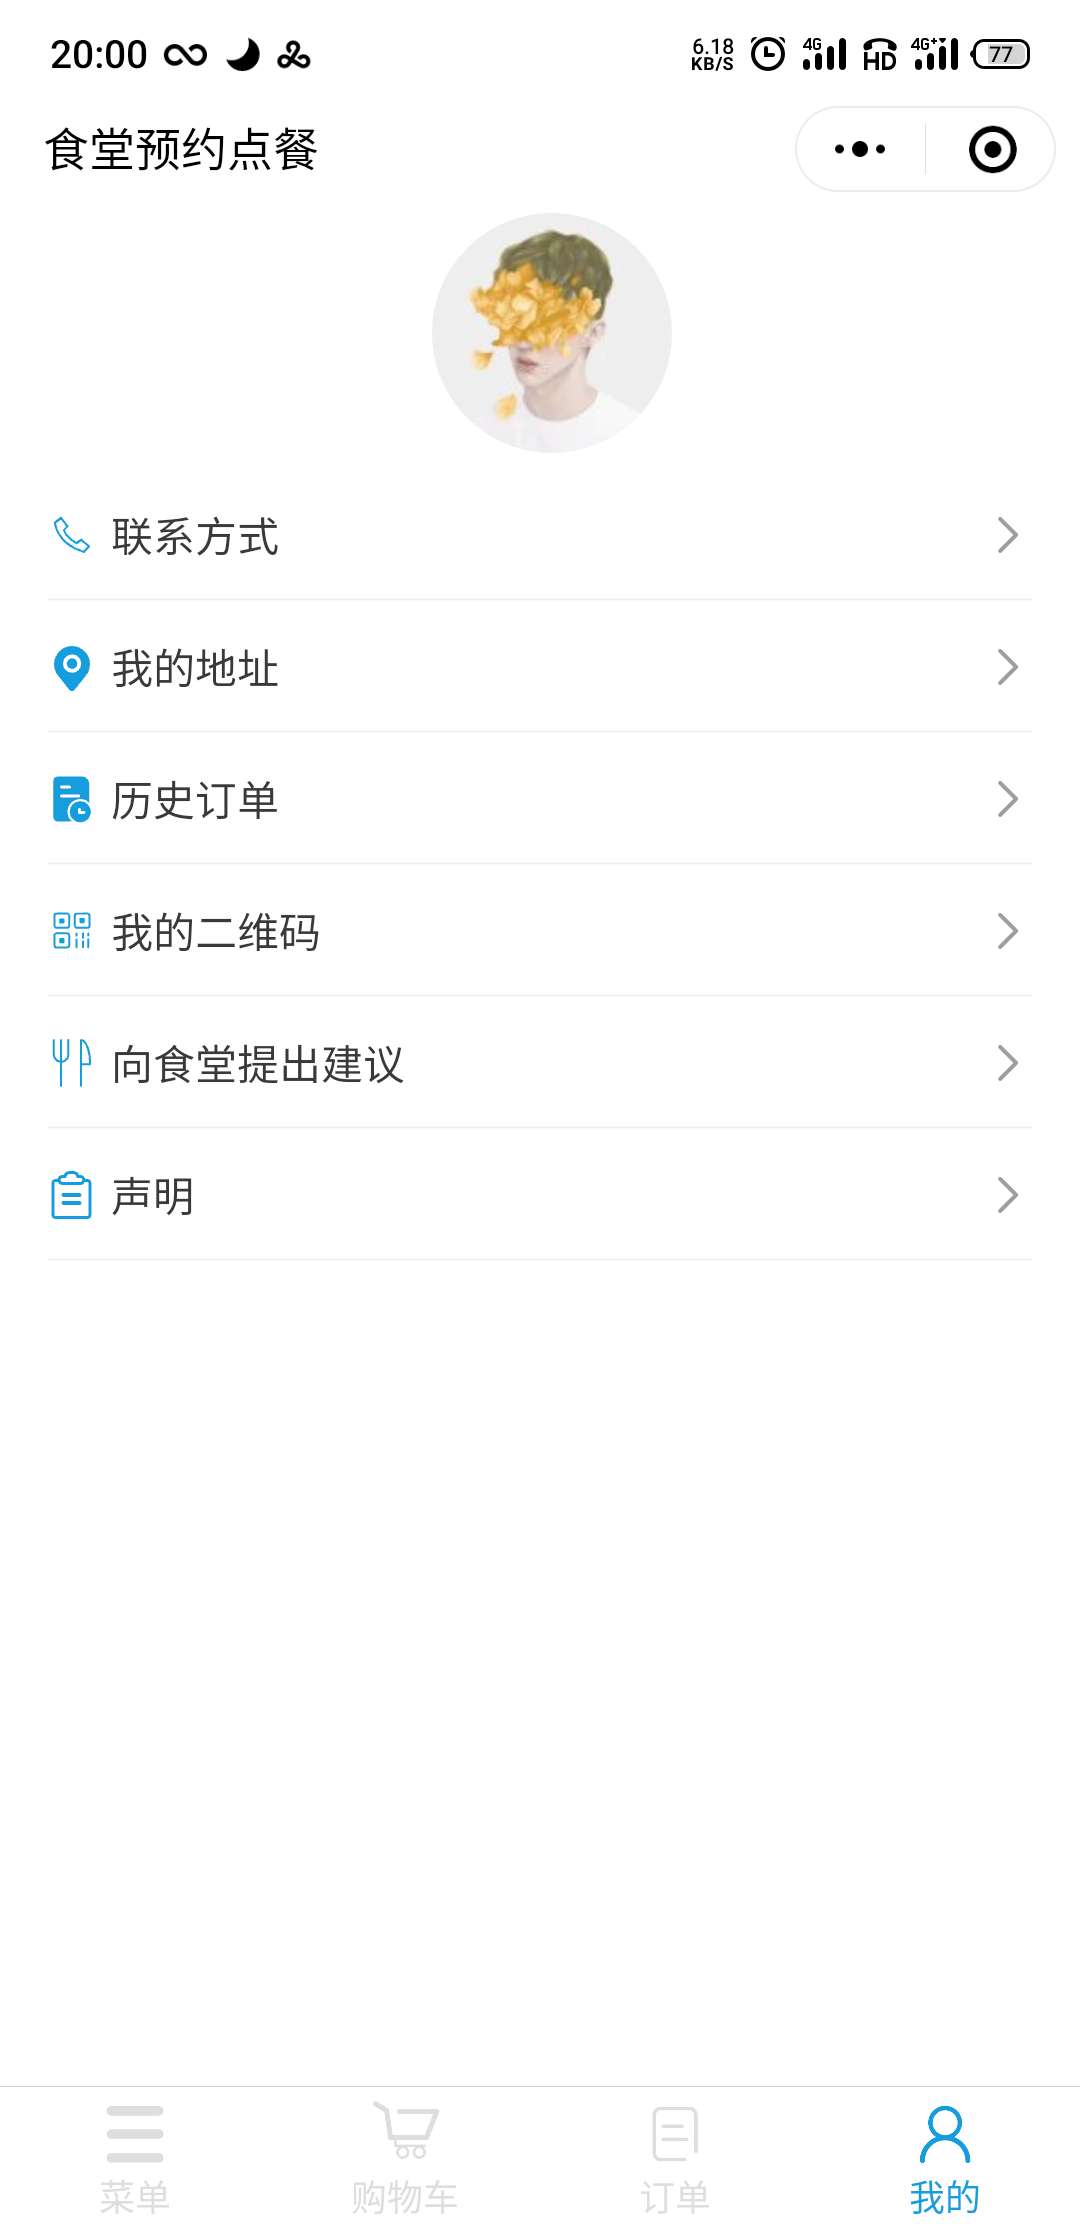 20:00
6.18
KB/S
4G
HD
4G+
77
食堂预约点餐
联系方式
我的地址
历史订单
我的二维码
向食堂提出建议
声明
菜单
购物车
订单
我的